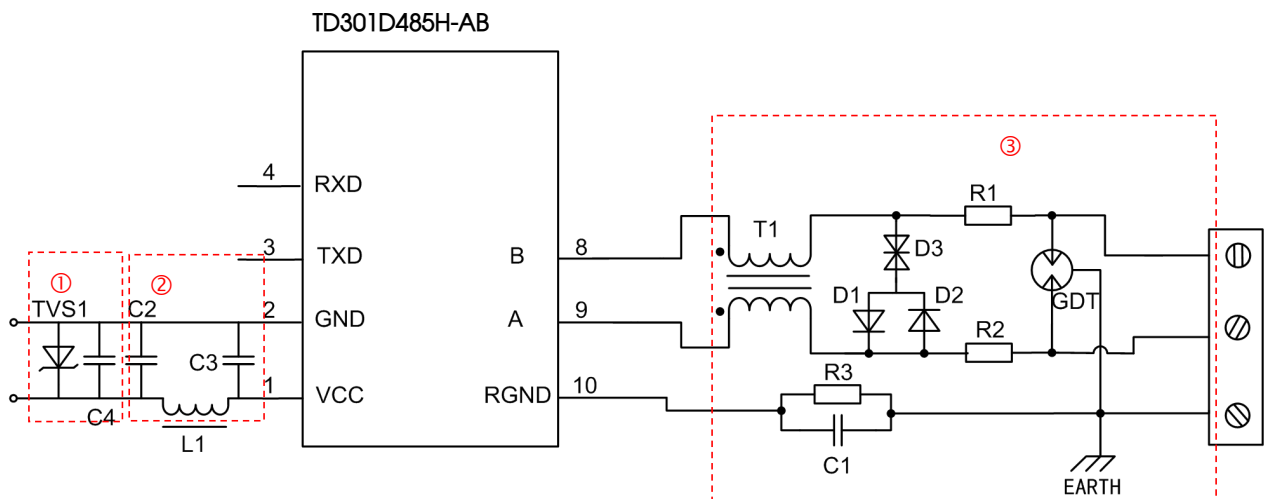 TD301D485H-AB
③
4 RXD
R1
T1
3 TXD
B 8
D3
① ②
TVS1 C2
D1 D2
GDT
2 GND
A 9
R2
C3
R3
1 VCC
RGND 10
C4
L1
C1
EARTH